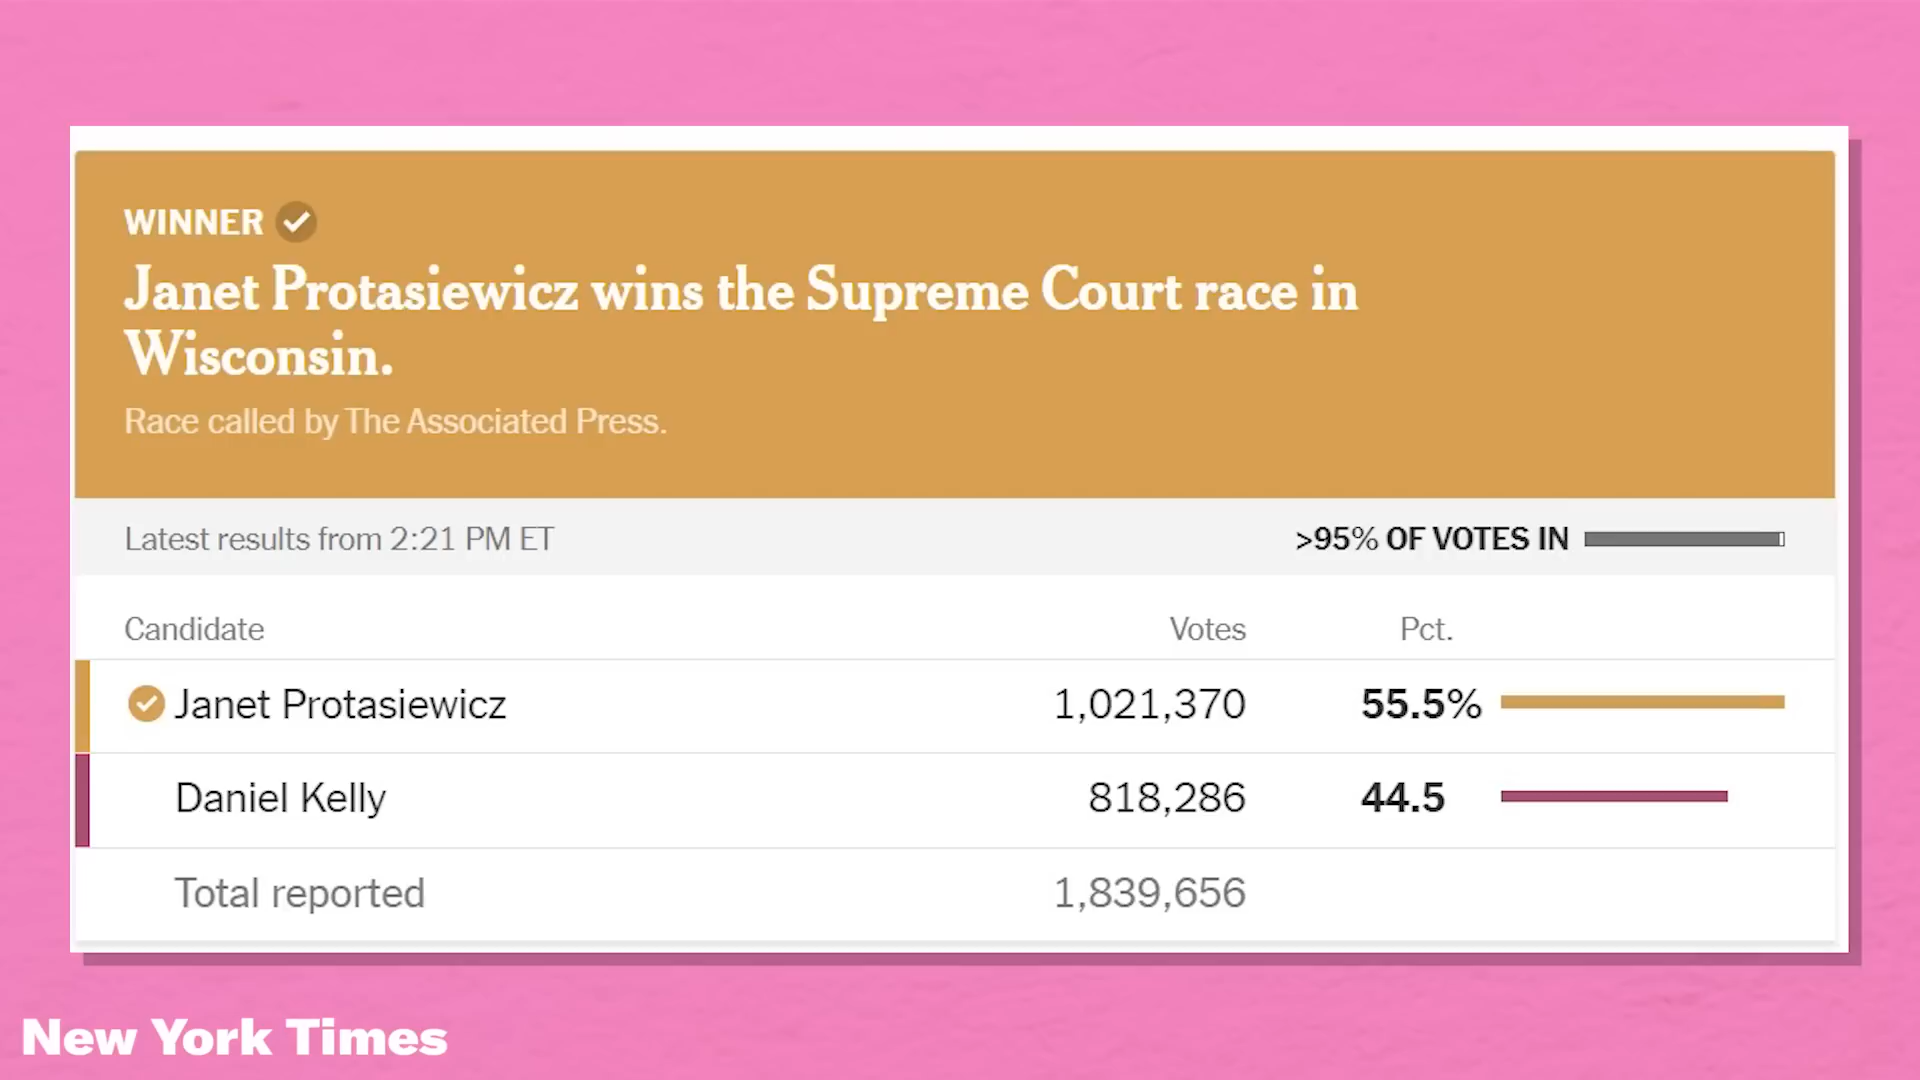 WINNER
Janet Protasiewicz wins the Supreme Court race in
Wisconsin.
Race called by The Associated Press.
Latest results from 2:21 PM ET >95% OF VOTES IN
Candidate Votes Pct.
Janet Protasiewicz 1,021,370 55.5%
Daniel Kelly 818,286 44.5
Total reported 1,839,656
New York Times